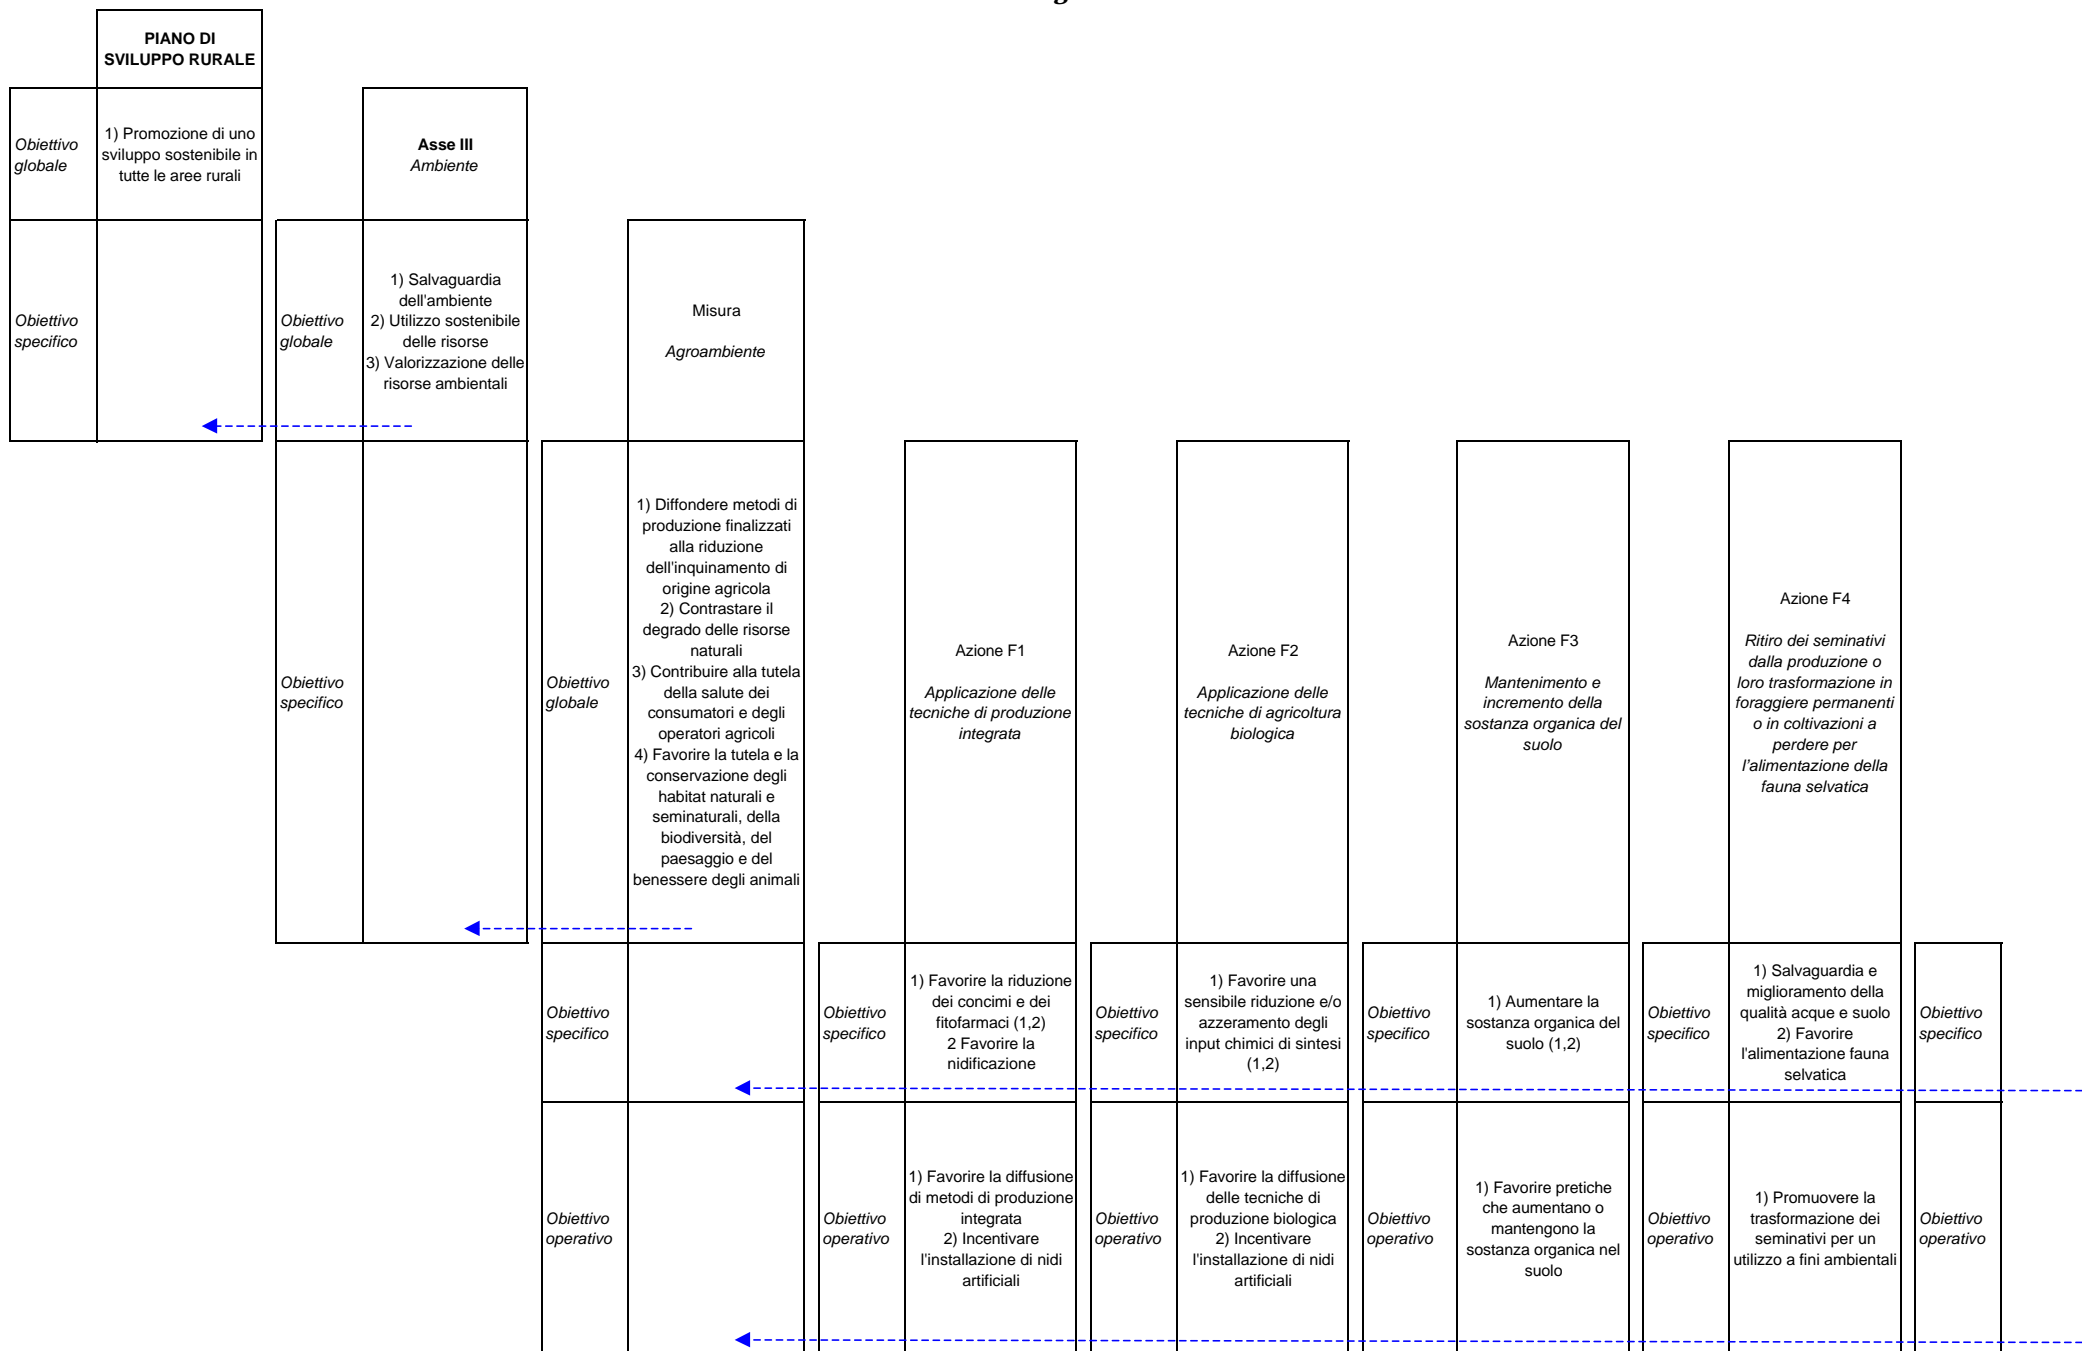 PIANO DI
SVILUPPO RURALE
Obiettivo
globale
1) Promozione di uno
sviluppo sostenibile in
tutte le aree rurali
Asse III
Ambiente
Obiettivo
specifico
Obiettivo
globale
1) Salvaguardia
dell'ambiente
2) Utilizzo sostenibile
delle risorse
3) Valorizzazione delle
risorse ambientali
Misura
Agroambiente
Obiettivo
specifico
Obiettivo
globale
1) Diffondere metodi di
produzione finalizzati
alla riduzione
dell'inquinamento di
origine agricola
2) Contrastare il
degrado delle risorse
naturali
3) Contribuire alla tutela
della salute dei
consumatori e degli
operatori agricoli
4) Favorire la tutela e la
conservazione degli
habitat naturali e
seminaturali, della
biodiversità, del
paesaggio e del
benessere degli animali
Azione F1
Applicazione delle
tecniche di produzione
integrata
Azione F2
Applicazione delle
tecniche di agricoltura
biologica
Azione F3
Mantenimento e
incremento della
sostanza organica del
suolo
Azione F4
Ritiro dei seminativi
dalla produzione o
loro trasformazione in
foraggiere permanenti
o in coltivazioni a
perdere per
l'alimentazione della
fauna selvatica
Obiettivo
specifico
Obiettivo
specifico
1) Favorire la riduzione
dei concimi e dei
fitofarmaci (1,2)
2 Favorire la
nidificazione
Obiettivo
specifico
1) Favorire una
sensibile riduzione e/o
azzeramento degli
input chimici di sintesi
(1,2)
Obiettivo
specifico
1) Aumentare la
sostanza organica del
suolo (1,2)
Obiettivo
specifico
1) Salvaguardia e
miglioramento della
qualità acque e suolo
2) Favorire
l'alimentazione fauna
selvatica
Obiettivo
specifico
Obiettivo
operativo
Obiettivo
operativo
1) Favorire la diffusione
di metodi di produzione
integrata
2) Incentivare
l'installazione di nidi
artificiali
Obiettivo
operativo
1) Favorire la diffusione
delle tecniche di
produzione biologica
2) Incentivare
l'installazione di nidi
artificiali
Obiettivo
operativo
1) Favorire pretiche
che aumentano o
mantengono la
sostanza organica nel
suolo
Obiettivo
operativo
1) Promuovere la
trasformazione dei
seminativi per un
utilizzo a fini ambientali
Obiettivo
operativo